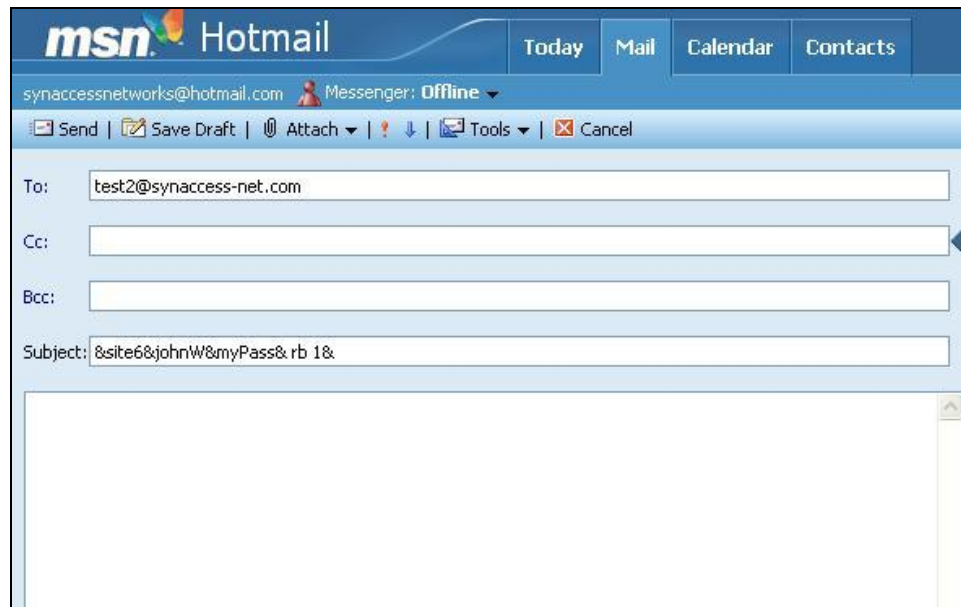 msn Hotmail Today Mail Calendar Contacts
synaccessnetworks@hotmail.com Messenger: Offline
Send | Save Draft | Attach | ! | Tools | Cancel
To: test2@synaccess-net.com
Cc:
Bcc:
Subject: &site6&johnW&myPass& rb 1&